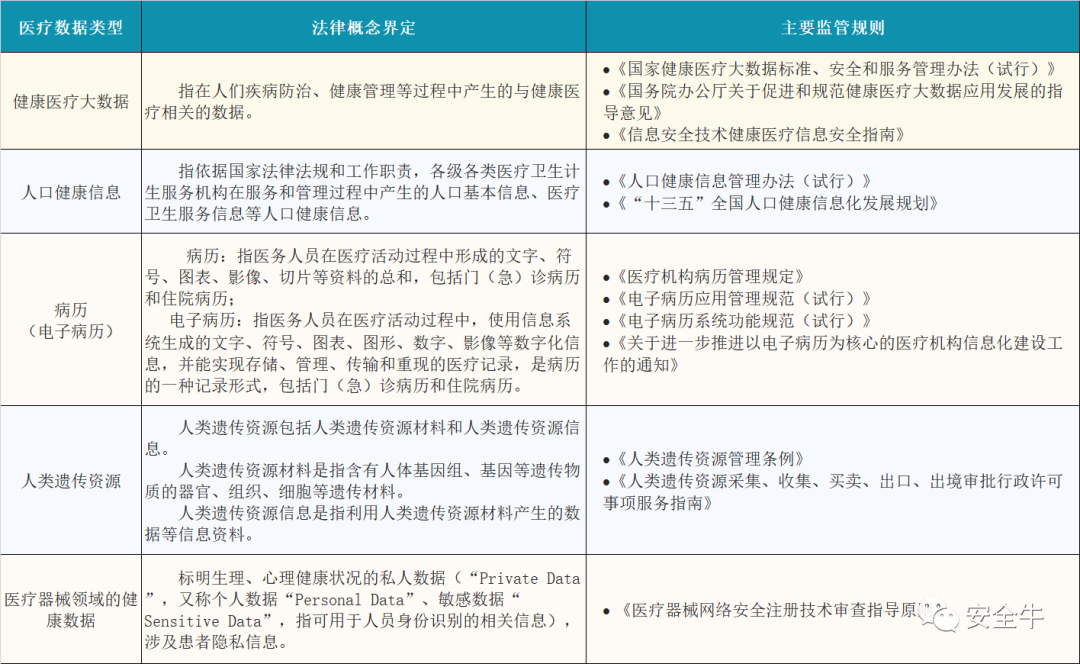 医疗数据类型
法律概念界定
主要监管规则
健康医疗大数据
指在人们疾病防治、健康管理等过程中产生的与健康医
疗相关的数据。
●《国家健康医疗大数据标准、安全和服务管理办法（试行）》
●《国务院办公厅关于促进和规范健康医疗大数据应用发展的指
导意见》
●《信息安全技术健康医疗信息安全指南》
人口健康信息
指依据国家法律法规和工作职责，各级各类医疗卫生计
生服务机构在服务和管理过程中产生的人口基本信息、医疗
卫生服务信息等人口健康信息。
●《人口健康信息管理办法（试行）》
●《“十三五”全国人口健康信息化发展规划》
病历
（电子病历）
病历：指医务人员在医疗活动过程中形成的文字、符
号、图表、影像、切片等资料的总和，包括门（急）诊病历
和住院病历；
电子病历：指医务人员在医疗活动过程中，使用信息系
统生成的文字、符号、图表、图形、数字、影像等数字化信
息，并能实现存储、管理、传输和重现的医疗记录，是病历
的一种记录形式，包括门（急）诊病历和住院病历。
●《医疗机构病历管理规定》
●《电子病历应用管理规范（试行）》
●《电子病历系统功能规范（试行）》
●《关于进一步推进以电子病历为核心的医疗机构信息化建设工
作的通知》
人类遗传资源
人类遗传资源包括人类遗传资源材料和人类遗传资源信
息。
人类遗传资源材料是指含有人体基因组、基因等遗传物
质的器官、组织、细胞等遗传材料。
人类遗传资源信息是指利用人类遗传资源材料产生的数
据等信息资料。
●《人类遗传资源管理条例》
●《人类遗传资源采集、收集、买卖、出口、出境审批行政许可
事项服务指南》
医疗器械领域的健
康数据
标明生理、心理健康状况的私人数据（“Private Data
”，又称个人数据“Personal Data”、敏感数据“
Sensitive Data”，指可用于人员身份识别的相关信息），
涉及患者隐私信息。
●《医疗器械网络安全注册技术审查指导原
安全牛